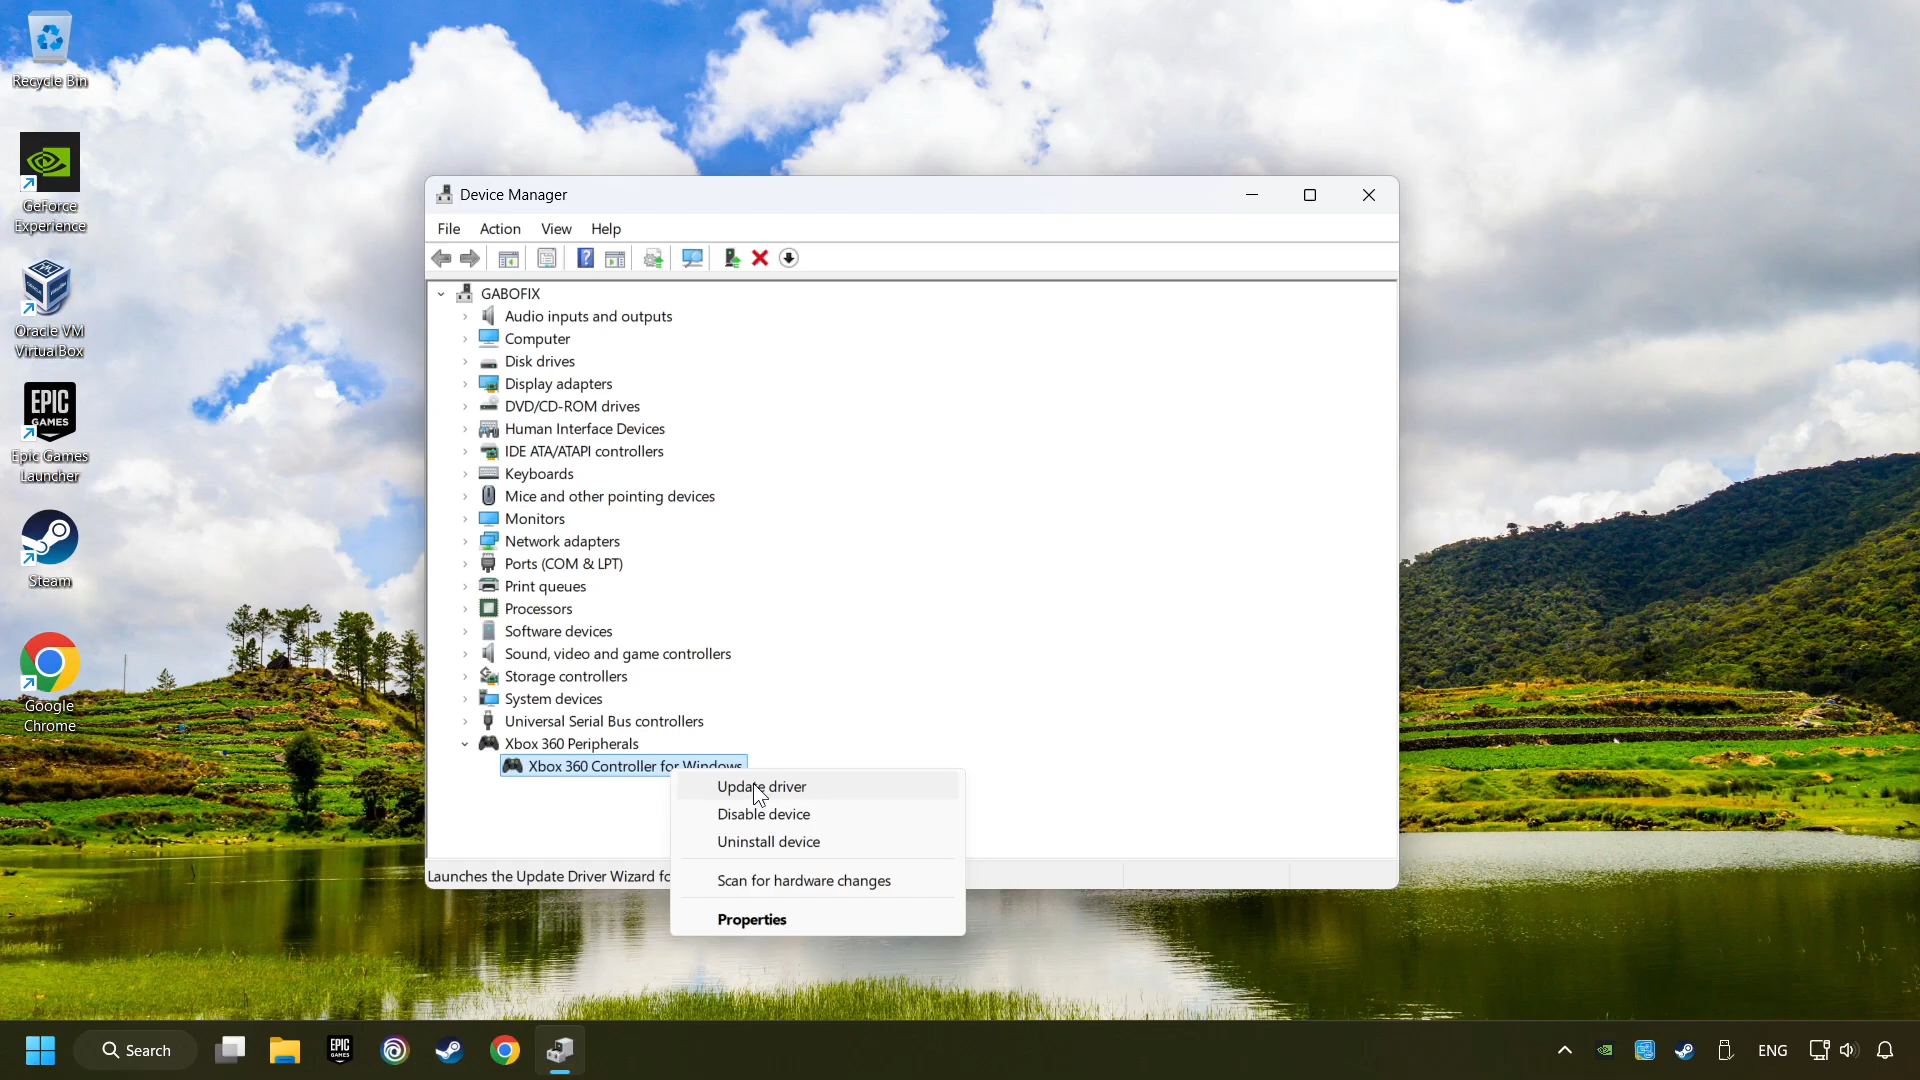 Recycle Bin
GeForce
Experience
Oracle VM
VirtualBox
EPIC
GAMES
Epic Games
Launcher
Steam
Google
Chrome
Device Manager
File Action View Help
GABOFIX
Audio inputs and outputs
Computer
Disk drives
Display adapters
DVD/CD-ROM drives
Human Interface Devices
IDE ATA/ATAPI controllers
Keyboards
Mice and other pointing devices
Monitors
Network adapters
Ports (COM & LPT)
Print queues
Processors
Software devices
Sound, video and game controllers
Storage controllers
System devices
Universal Serial Bus controllers
Xbox 360 Peripherals
Xbox 360 Controller for Windows
Update driver
Disable device
Uninstall device
Scan for hardware changes
Properties
Launches the Update Driver Wizard fo
Search
EPIC
GAMES
ENG